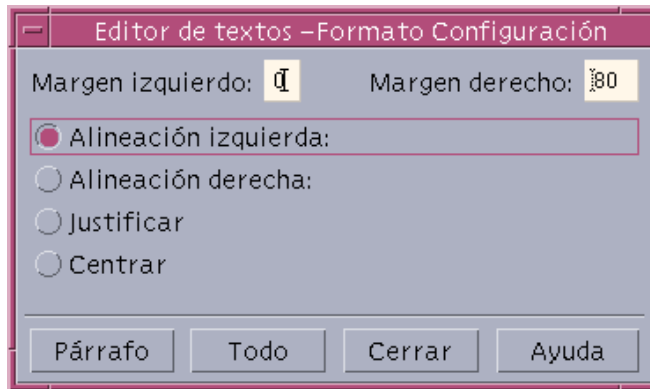 Editor de textos –Formato Configuración
Margen izquierdo: 0 Margen derecho: 80
Alineación izquierda:
Alineación derecha:
Justificar
Centrar
Párrafo Todo Cerrar Ayuda